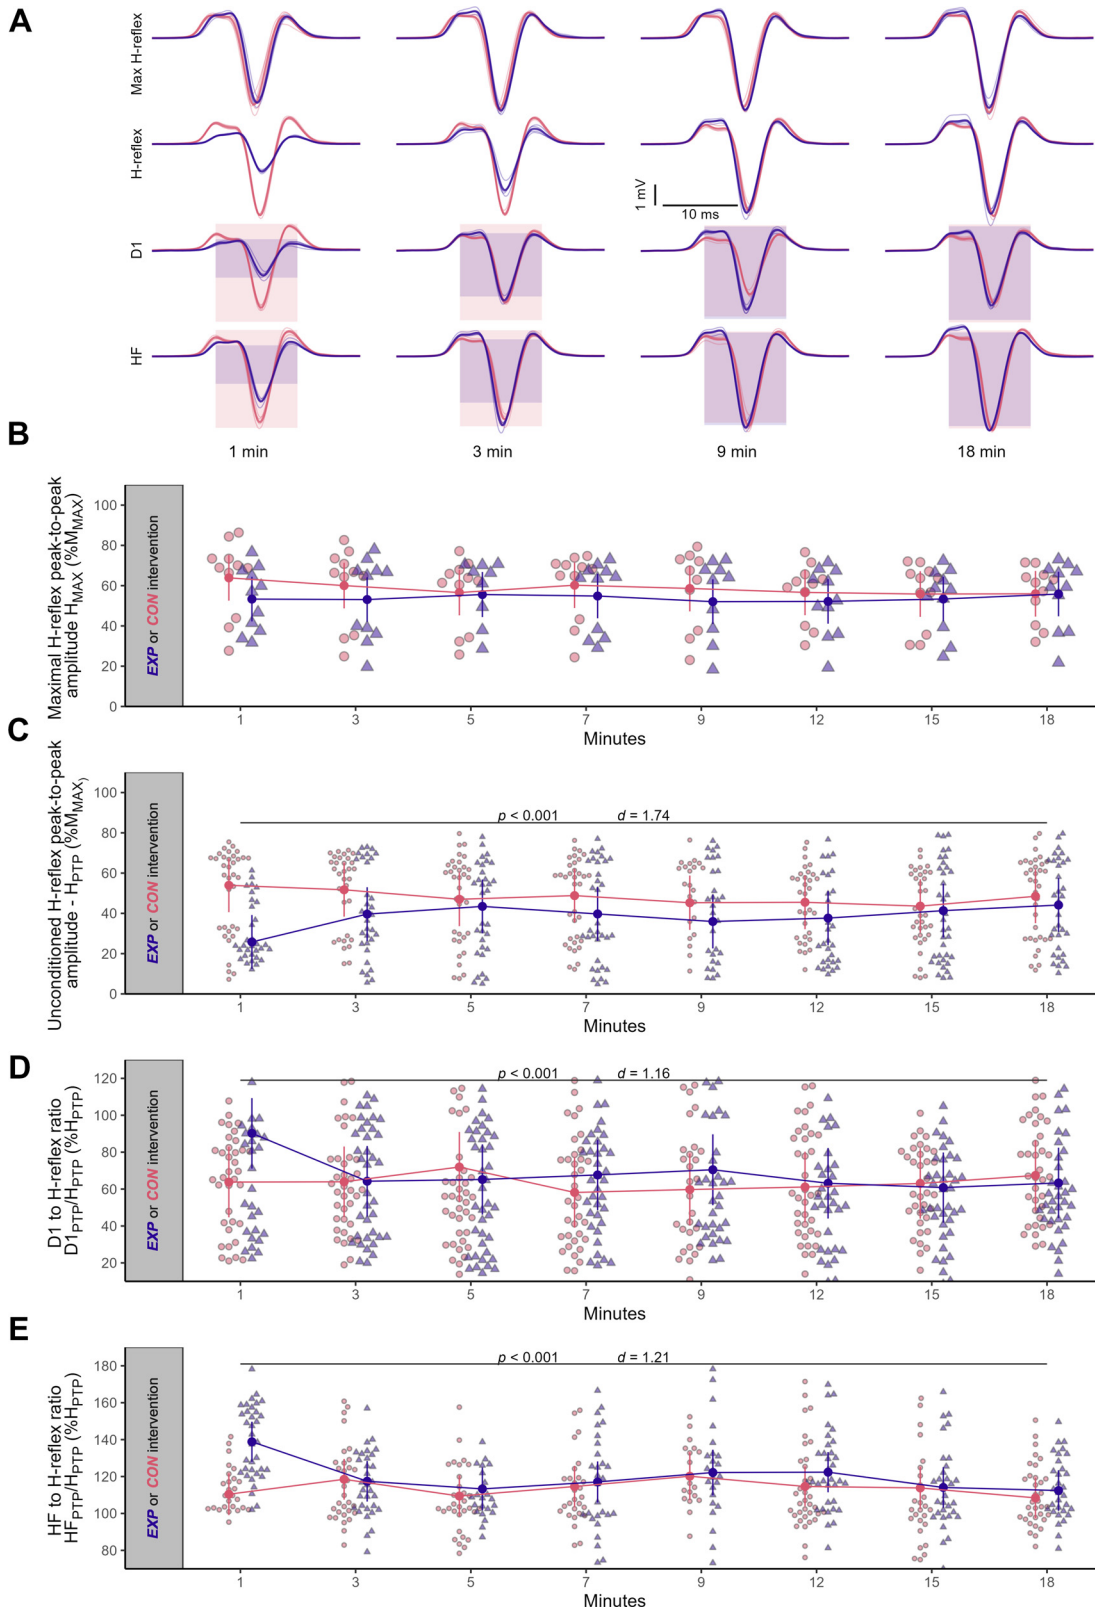 A
Max H-reflex
H-reflex
1 mV
10 ms
D1
HF
1 min
3 min
9 min
18 min
B
Maximal H-reflex peak-to-peak
amplitude HMAX (%MMAX)
100
80
60
40
20
0
EXP or CON intervention
1
3
5
7
9
12
15
18
Minutes
C
Unconditioned H-reflex peak-to-peak
amplitude - HPTP (%MMAX)
100
80
60
40
20
0
EXP or CON intervention
p < 0.001
d = 1.74
1
3
5
7
9
12
15
18
Minutes
D
D1 to H-reflex ratio
D1PTP/HPTP (%HPTP)
120
100
80
60
40
20
EXP or CON intervention
p < 0.001
d = 1.16
1
3
5
7
9
12
15
18
Minutes
E
HF to H-reflex ratio
HFPTP/HPTP (%HPTP)
180
160
140
120
100
80
EXP or CON intervention
p < 0.001
d = 1.21
1
3
5
7
9
12
15
18
Minutes